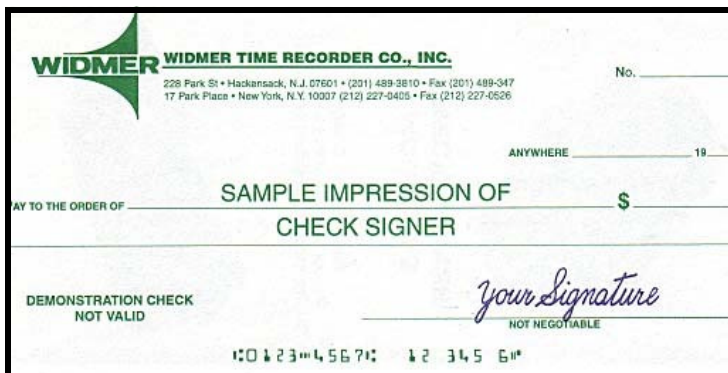 WIDMER
WIDMER TIME RECORDER CO., INC.
228 Park St • Hackensack, N.J. 07601 • (201) 489-3810 • Fax (201) 489-347
17 Park Place • New York, N.Y. 10007 (212) 227-0405 • Fax (212) 227-0526
No.
ANYWHERE 19
AY TO THE ORDER OF SAMPLE IMPRESSION OF $
CHECK SIGNER
DEMONSTRATION CHECK
NOT VALID
Your Signature
NOT NEGOTIABLE
⑆0123⑉4567⑆ 12 345 6⑈